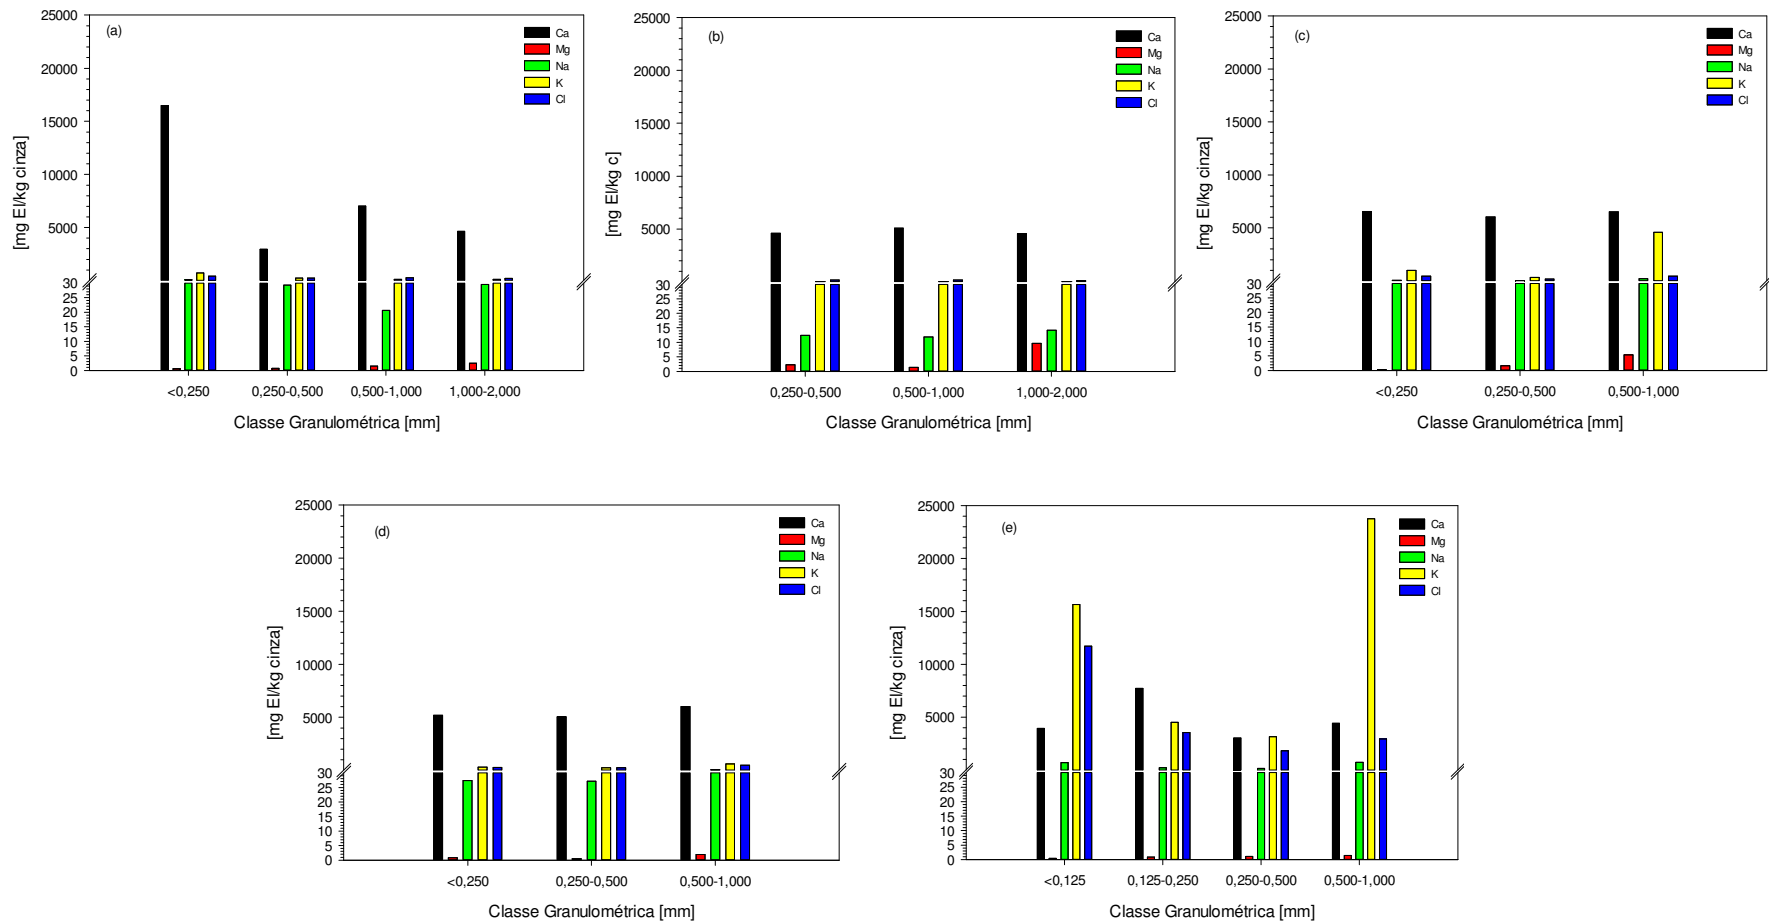 (a)
[mg El/kg cinza]
25000
20000
15000
10000
5000
30
25
20
15
10
5
0
Ca
Mg
Na
K
Cl
<0,250 0,250-0,500 0,500-1,000 1,000-2,000
Classe Granulométrica [mm]
(b)
[mg El/kg c]
25000
20000
15000
10000
5000
30
25
20
15
10
5
0
Ca
Mg
Na
K
Cl
0,250-0,500 0,500-1,000 1,000-2,000
Classe Granulométrica [mm]
(c)
[mg El/kg cinza]
25000
20000
15000
10000
5000
30
25
20
15
10
5
0
Ca
Mg
Na
K
Cl
<0,250 0,250-0,500 0,500-1,000
Classe Granulométrica [mm]
(d)
[mg El/kg cinza]
25000
20000
15000
10000
5000
30
25
20
15
10
5
0
Ca
Mg
Na
K
Cl
<0,250 0,250-0,500 0,500-1,000
Classe Granulométrica [mm]
(e)
[mg El/kg cinza]
25000
20000
15000
10000
5000
30
25
20
15
10
5
0
Ca
Mg
Na
K
Cl
<0,125 0,125-0,250 0,250-0,500 0,500-1,000
Classe Granulométrica [mm]